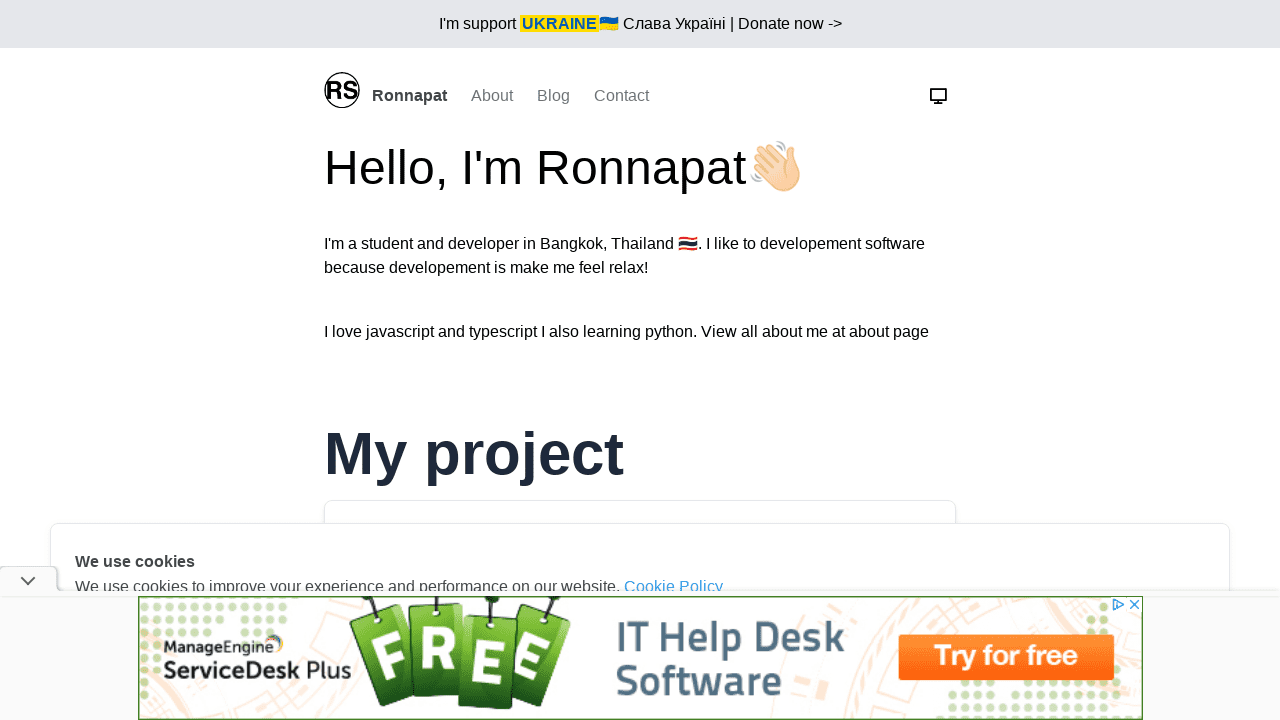 I'm support UKRAINE🇺🇦 Слава Україні | Donate now ->
RS Ronnapat About Blog Contact
Hello, I'm Ronnapat👋🏻
I'm a student and developer in Bangkok, Thailand 🇹🇭. I like to developement software
because developement is make me feel relax!
I love javascript and typescript I also learning python. View all about me at about page
My project
We use cookies
We use cookies to improve your experience and performance on our website. Cookie Policy
ManageEngine
ServiceDesk Plus
FREE
IT Help Desk
Software
Try for free